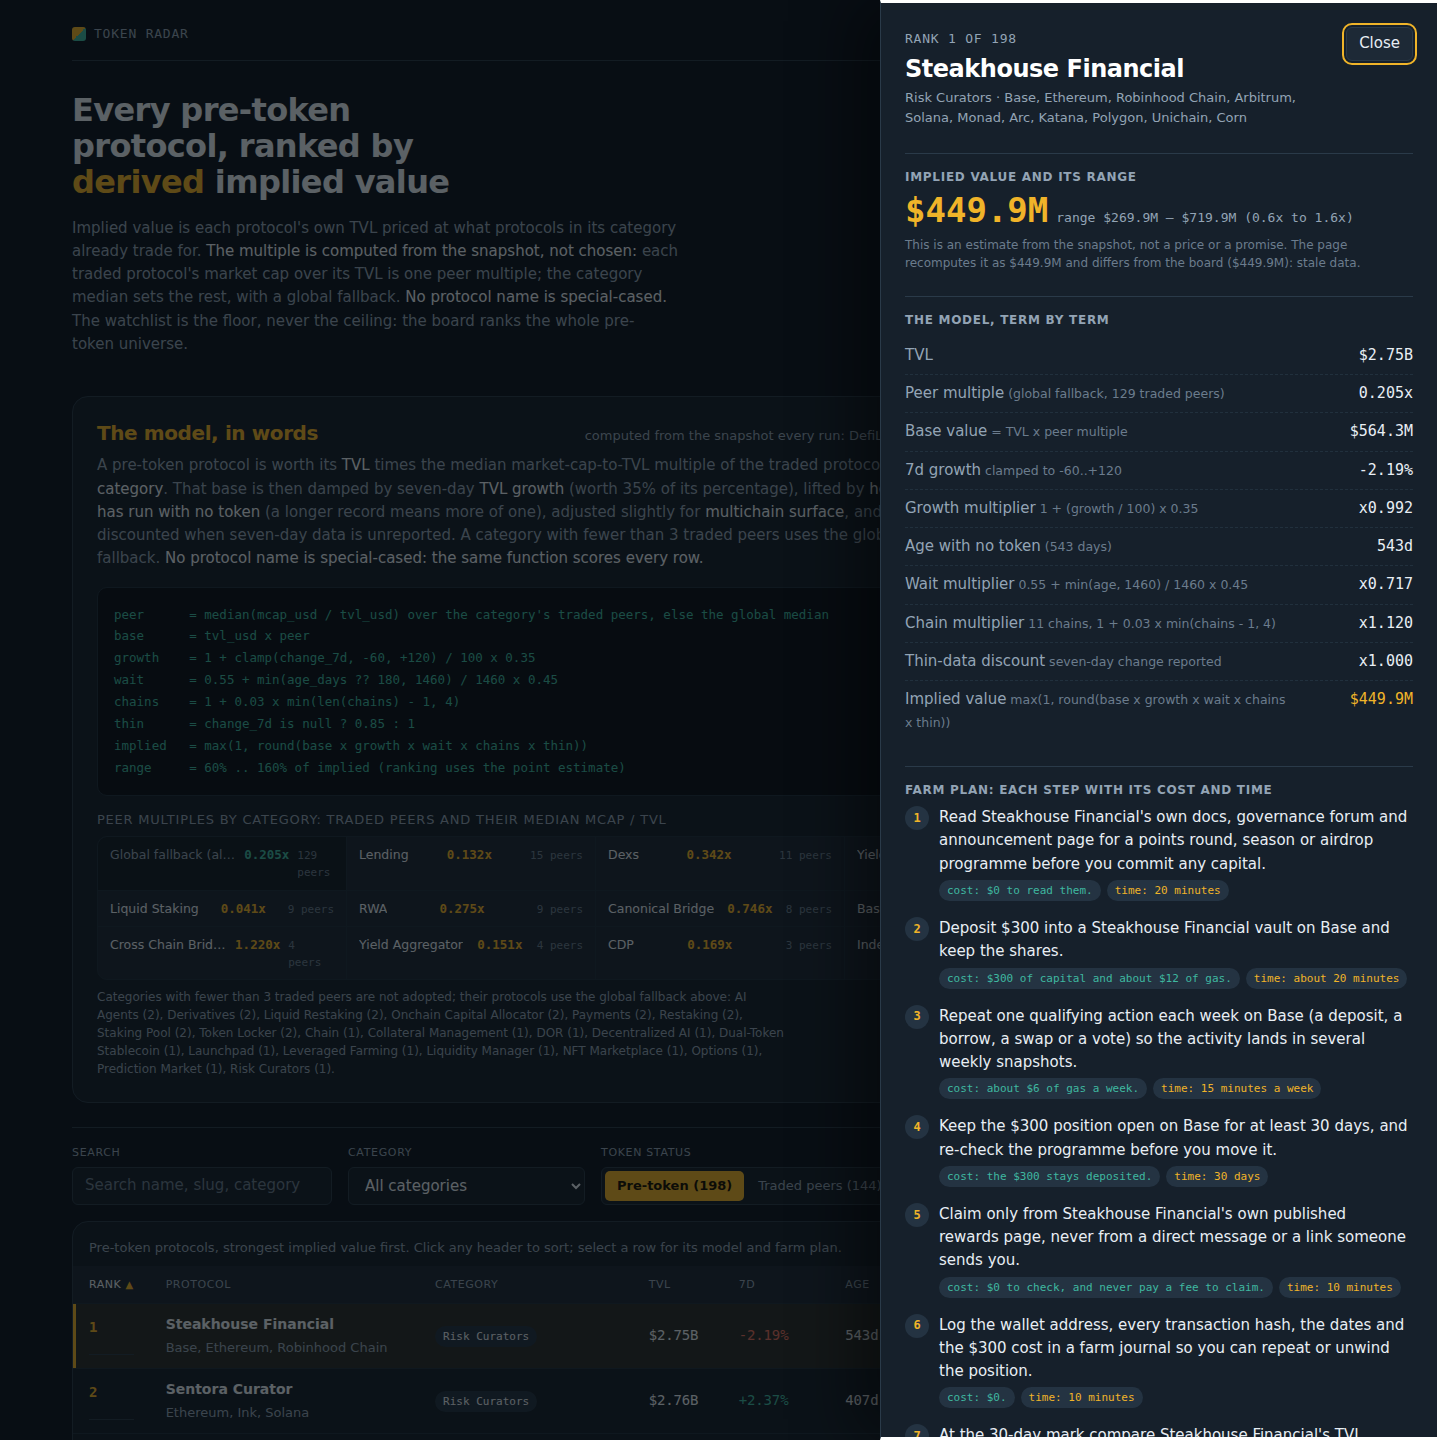 TOKEN RADAR
Every pre-token
protocol, ranked by
derived implied value
Implied value is each protocol's own TVL priced at what protocols in its category
already trade for. The multiple is computed from the snapshot, not chosen: each
traded protocol's market cap over its TVL is one peer multiple; the category
median sets the rest, with a global fallback. No protocol name is special-cased.
The watchlist is the floor, never the ceiling: the board ranks the whole pre-
token universe.
The model, in words
computed from the snapshot every run: DefiL
A pre-token protocol is worth its TVL times the median market-cap-to-TVL multiple of the traded protoco
category. That base is then damped by seven-day TVL growth (worth 35% of its percentage), lifted by h
has run with no token (a longer record means more of one), adjusted slightly for multichain surface, and
discounted when seven-day data is unreported. A category with fewer than 3 traded peers uses the glob
fallback. No protocol name is special-cased: the same function scores every row.
peer = median(mcap_usd / tvl_usd) over the category's traded peers, else the global median
base = tvl_usd x peer
growth = 1 + clamp(change_7d, -60, +120) / 100 x 0.35
wait = 0.55 + min(age_days ?? 180, 1460) / 1460 x 0.45
chains = 1 + 0.03 x min(len(chains) - 1, 4)
thin = change_7d is null ? 0.85 : 1
implied = max(1, round(base x growth x wait x chains x thin))
range = 60% .. 160% of implied (ranking uses the point estimate)
PEER MULTIPLES BY CATEGORY: TRADED PEERS AND THEIR MEDIAN MCAP / TVL
Global fallback (al... 0.205x 129 peers
Lending 0.132x 15 peers
Dexs 0.342x 11 peers
Yiel
Liquid Staking 0.041x 9 peers
RWA 0.275x 9 peers
Canonical Bridge 0.746x 8 peers
Bas
Cross Chain Brid... 1.220x 4 peers
Yield Aggregator 0.151x 4 peers
CDP 0.169x 3 peers
Inde
Categories with fewer than 3 traded peers are not adopted; their protocols use the global fallback above: AI
Agents (2), Derivatives (2), Liquid Restaking (2), Onchain Capital Allocator (2), Payments (2), Restaking (2),
Staking Pool (2), Token Locker (2), Chain (1), Collateral Management (1), DOR (1), Decentralized AI (1), Dual-Token
Stablecoin (1), Launchpad (1), Leveraged Farming (1), Liquidity Manager (1), NFT Marketplace (1), Options (1),
Prediction Market (1), Risk Curators (1).
SEARCH
CATEGORY
TOKEN STATUS
Search name, slug, category
All categories
Pre-token (198)
Traded peers (144)
Pre-token protocols, strongest implied value first. Click any header to sort; select a row for its model and farm plan.
RANK ▲ PROTOCOL CATEGORY TVL 7D AGE
1 Steakhouse Financial Risk Curators $2.75B -2.19% 543d
Base, Ethereum, Robinhood Chain
2 Sentora Curator Risk Curators $2.76B +2.37% 407d
Ethereum, Ink, Solana
RANK 1 OF 198
Close
Steakhouse Financial
Risk Curators · Base, Ethereum, Robinhood Chain, Arbitrum,
Solana, Monad, Arc, Katana, Polygon, Unichain, Corn
IMPLIED VALUE AND ITS RANGE
$449.9M range $269.9M – $719.9M (0.6x to 1.6x)
This is an estimate from the snapshot, not a price or a promise. The page
recomputes it as $449.9M and differs from the board ($449.9M): stale data.
THE MODEL, TERM BY TERM
TVL $2.75B
Peer multiple (global fallback, 129 traded peers) 0.205x
Base value = TVL x peer multiple $564.3M
7d growth clamped to -60..+120 -2.19%
Growth multiplier 1 + (growth / 100) x 0.35 x0.992
Age with no token (543 days) 543d
Wait multiplier 0.55 + min(age, 1460) / 1460 x 0.45 x0.717
Chain multiplier 11 chains, 1 + 0.03 x min(chains - 1, 4) x1.120
Thin-data discount seven-day change reported x1.000
Implied value max(1, round(base x growth x wait x chains $449.9M
x thin))
FARM PLAN: EACH STEP WITH ITS COST AND TIME
1 Read Steakhouse Financial's own docs, governance forum and
announcement page for a points round, season or airdrop
programme before you commit any capital.
cost: $0 to read them. time: 20 minutes
2 Deposit $300 into a Steakhouse Financial vault on Base and
keep the shares.
cost: $300 of capital and about $12 of gas. time: about 20 minutes
3 Repeat one qualifying action each week on Base (a deposit, a
borrow, a swap or a vote) so the activity lands in several
weekly snapshots.
cost: about $6 of gas a week. time: 15 minutes a week
4 Keep the $300 position open on Base for at least 30 days, and
re-check the programme before you move it.
cost: the $300 stays deposited. time: 30 days
5 Claim only from Steakhouse Financial's own published
rewards page, never from a direct message or a link someone
sends you.
cost: $0 to check, and never pay a fee to claim. time: 10 minutes
6 Log the wallet address, every transaction hash, the dates and
the $300 cost in a farm journal so you can repeat or unwind
the position.
cost: $0. time: 10 minutes
7 At the 30-day mark compare Steakhouse Financial's TVL